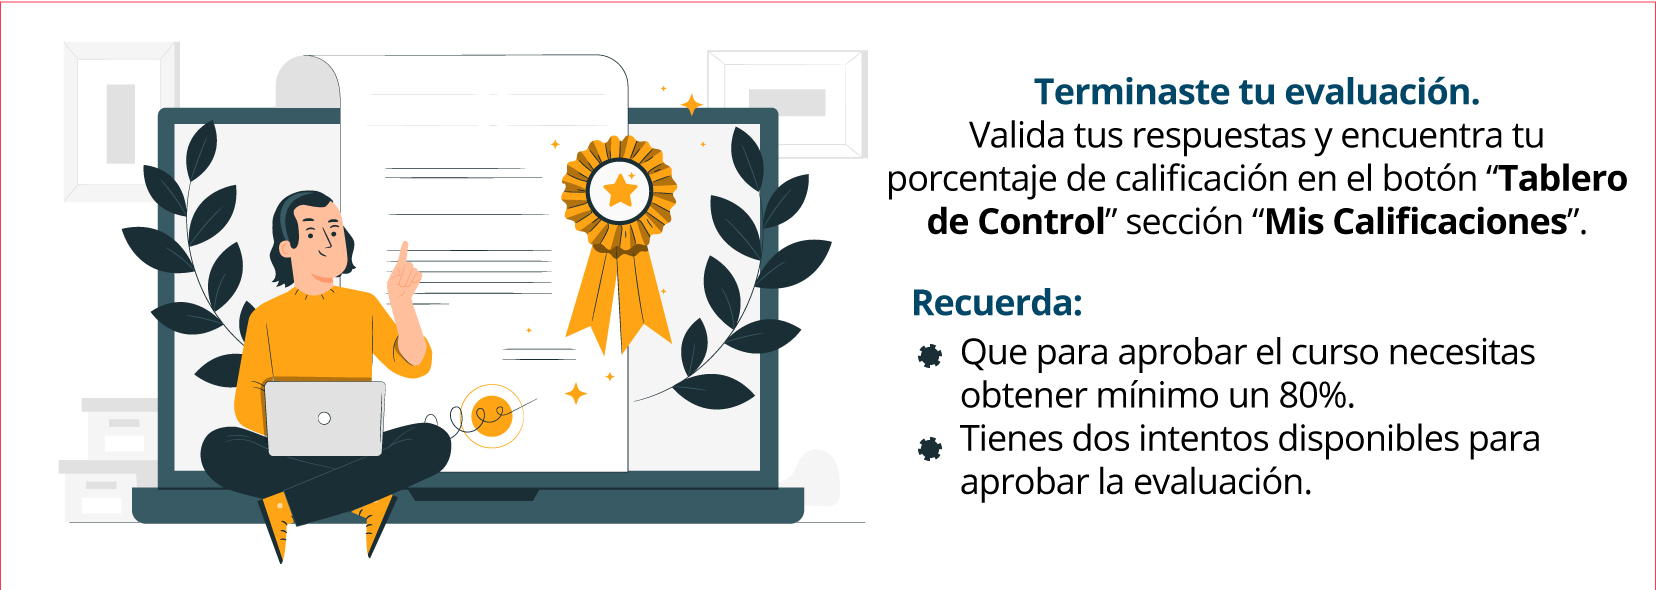 Terminaste tu evaluación.
Valida tus respuestas y encuentra tu
porcentaje de calificación en el botón “Tablero
de Control” sección “Mis Calificaciones”.
Recuerda:
Que para aprobar el curso necesitas
obtener mínimo un 80%.
Tienes dos intentos disponibles para
aprobar la evaluación.